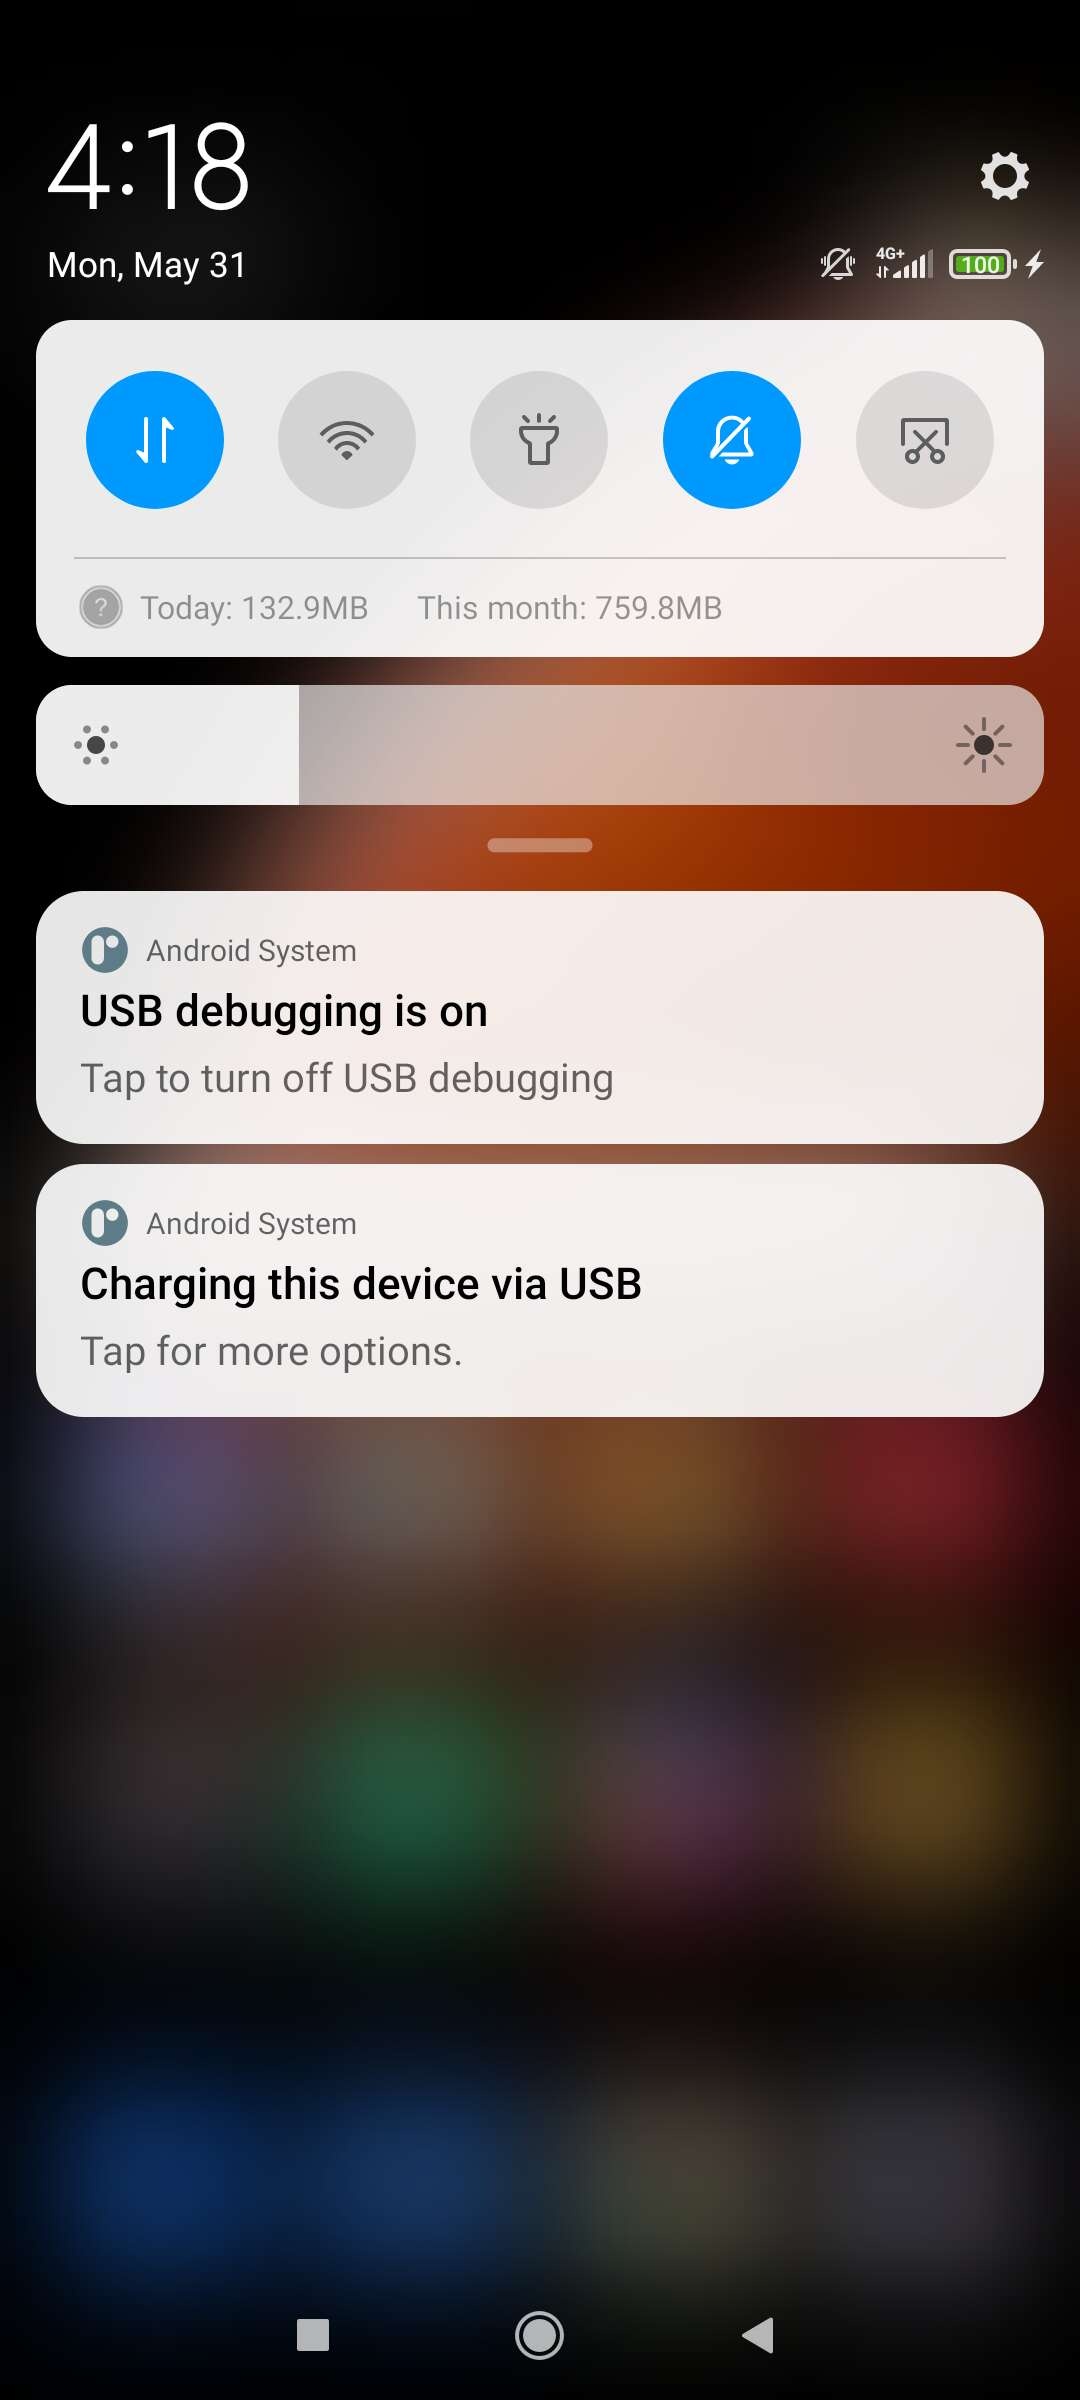 4:18
Mon, May 31
4G+
100
Today: 132.9MB This month: 759.8MB
Android System
USB debugging is on
Tap to turn off USB debugging
Android System
Charging this device via USB
Tap for more options.